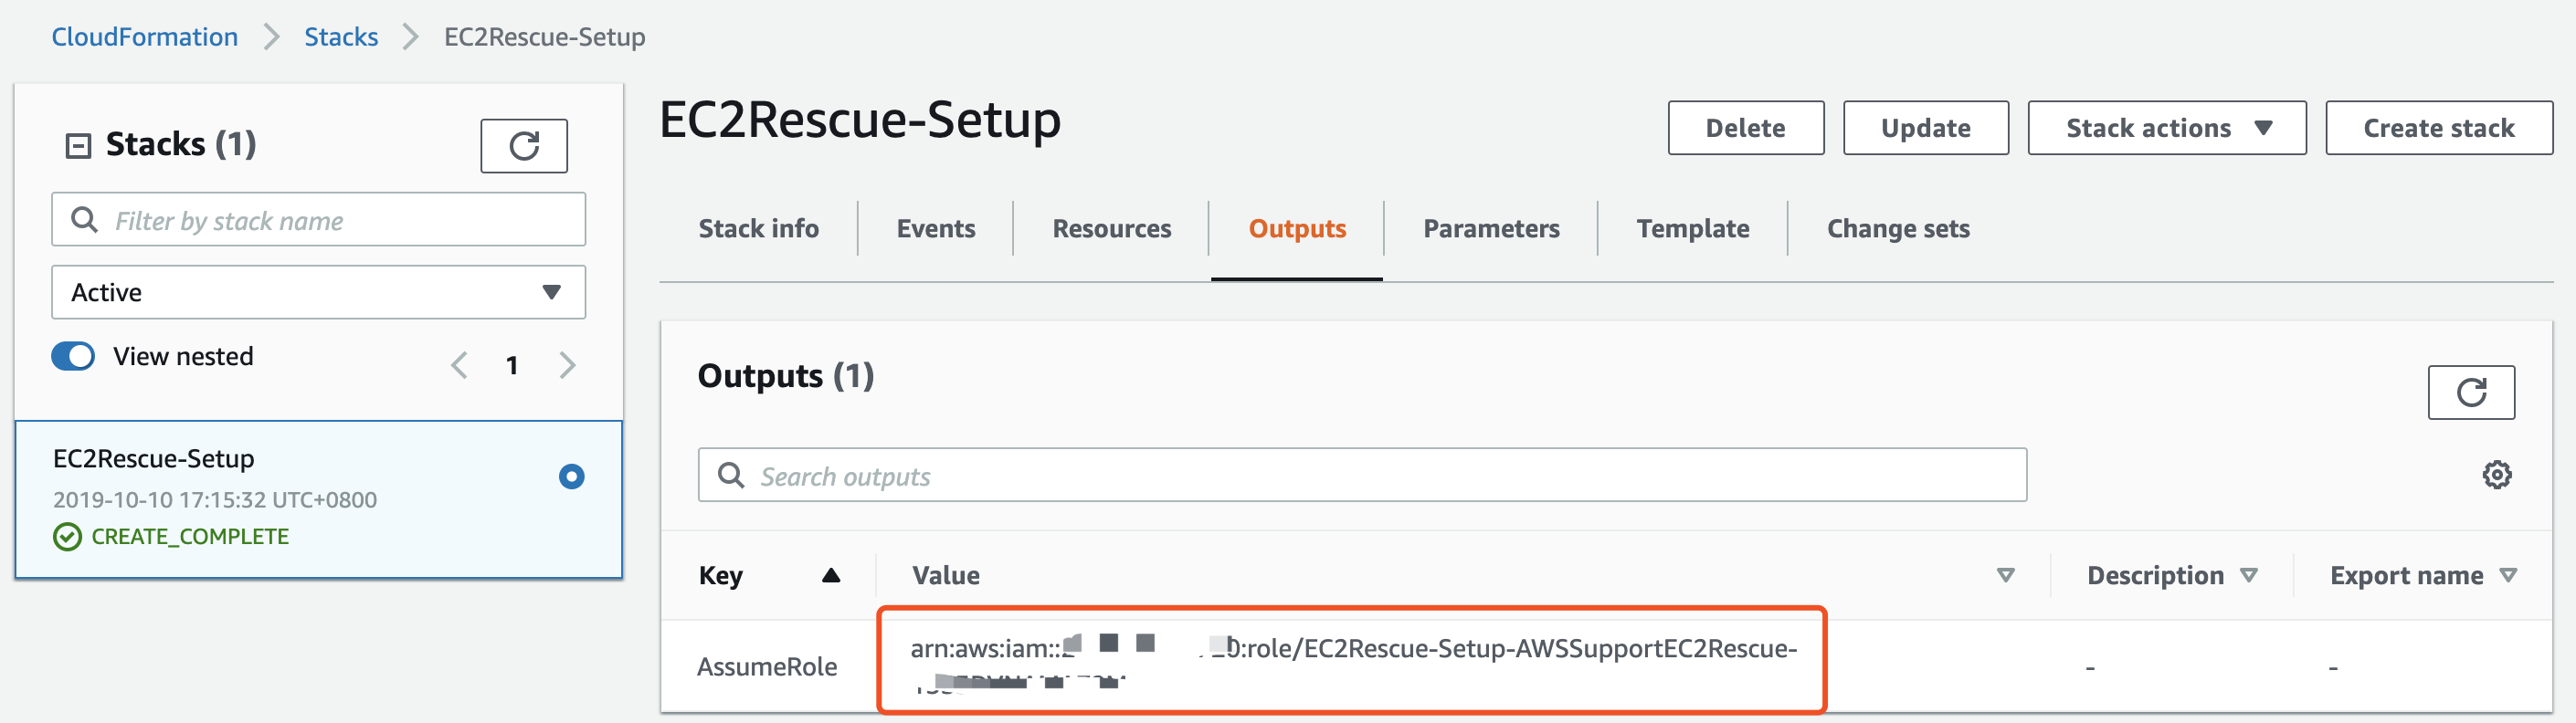 CloudFormation > Stacks > EC2Rescue-Setup
Stacks (1)
Filter by stack name
Active
View nested
1
EC2Rescue-Setup
2019-10-10 17:15:32 UTC+0800
CREATE_COMPLETE
EC2Rescue-Setup
Delete Update Stack actions Create stack
Stack info Events Resources Outputs Parameters Template Change sets
Outputs (1)
Search outputs
Key Value Description Export name
AssumeRole arn:aws:iam:: 0:role/EC2Rescue-Setup-AWSSupportEC2Rescue- - -